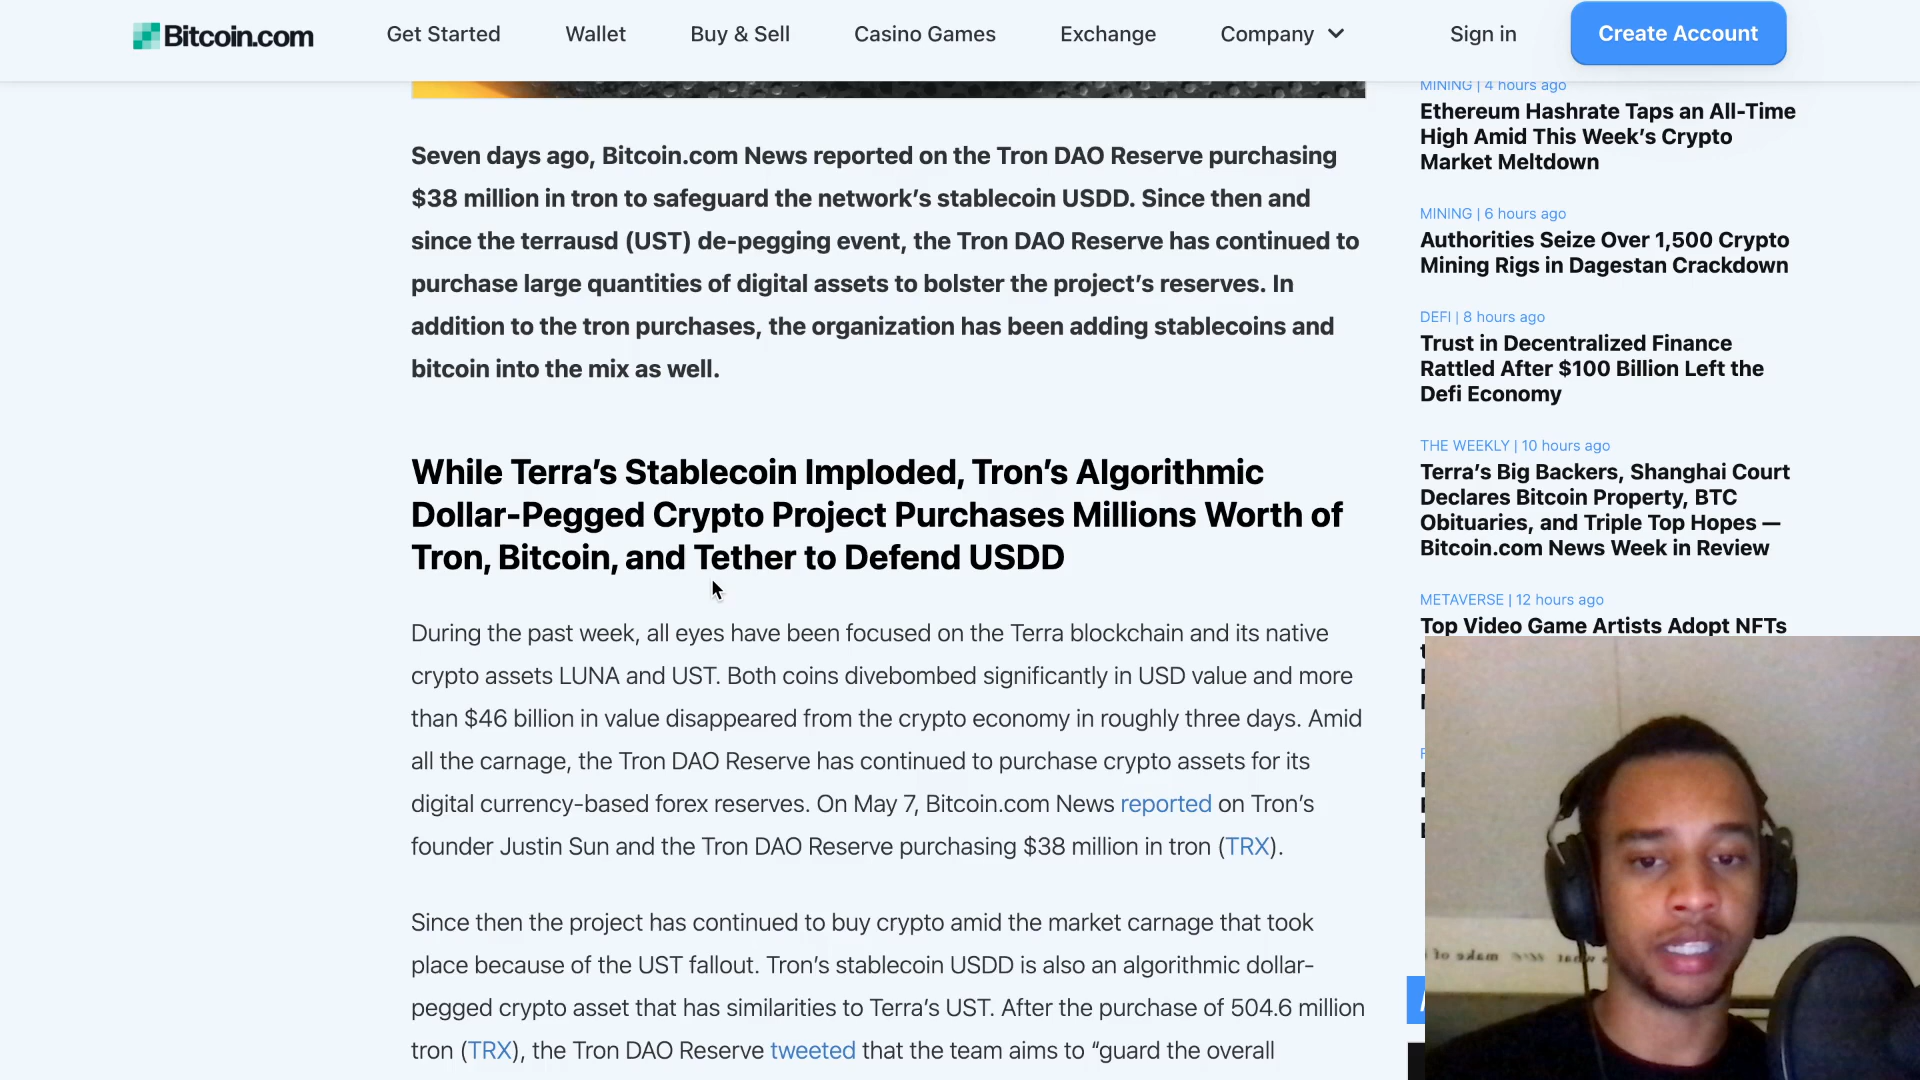 Bitcoin.com
Get Started
Wallet
Buy & Sell
Casino Games
Exchange
Company
Sign in
Create Account
Seven days ago, Bitcoin.com News reported on the Tron DAO Reserve purchasing
$38 million in tron to safeguard the network’s stablecoin USDD. Since then and
since the terrausd (UST) de-pegging event, the Tron DAO Reserve has continued to
purchase large quantities of digital assets to bolster the project’s reserves. In
addition to the tron purchases, the organization has been adding stablecoins and
bitcoin into the mix as well.
While Terra’s Stablecoin Imploded, Tron’s Algorithmic
Dollar-Pegged Crypto Project Purchases Millions Worth of
Tron, Bitcoin, and Tether to Defend USDD
During the past week, all eyes have been focused on the Terra blockchain and its native
crypto assets LUNA and UST. Both coins divebombed significantly in USD value and more
than $46 billion in value disappeared from the crypto economy in roughly three days. Amid
all the carnage, the Tron DAO Reserve has continued to purchase crypto assets for its
digital currency-based forex reserves. On May 7, Bitcoin.com News reported on Tron’s
founder Justin Sun and the Tron DAO Reserve purchasing $38 million in tron (TRX).
Since then the project has continued to buy crypto amid the market carnage that took
place because of the UST fallout. Tron’s stablecoin USDD is also an algorithmic dollar-
pegged crypto asset that has similarities to Terra’s UST. After the purchase of 504.6 million
tron (TRX), the Tron DAO Reserve tweeted that the team aims to “guard the overall
MINING | 4 hours ago
Ethereum Hashrate Taps an All-Time
High Amid This Week’s Crypto
Market Meltdown
MINING | 6 hours ago
Authorities Seize Over 1,500 Crypto
Mining Rigs in Dagestan Crackdown
DEFI | 8 hours ago
Trust in Decentralized Finance
Rattled After $100 Billion Left the
Defi Economy
THE WEEKLY | 10 hours ago
Terra’s Big Backers, Shanghai Court
Declares Bitcoin Property, BTC
Obituaries, and Triple Top Hopes —
Bitcoin.com News Week in Review
METAVERSE | 12 hours ago
Top Video Game Artists Adopt NFTs